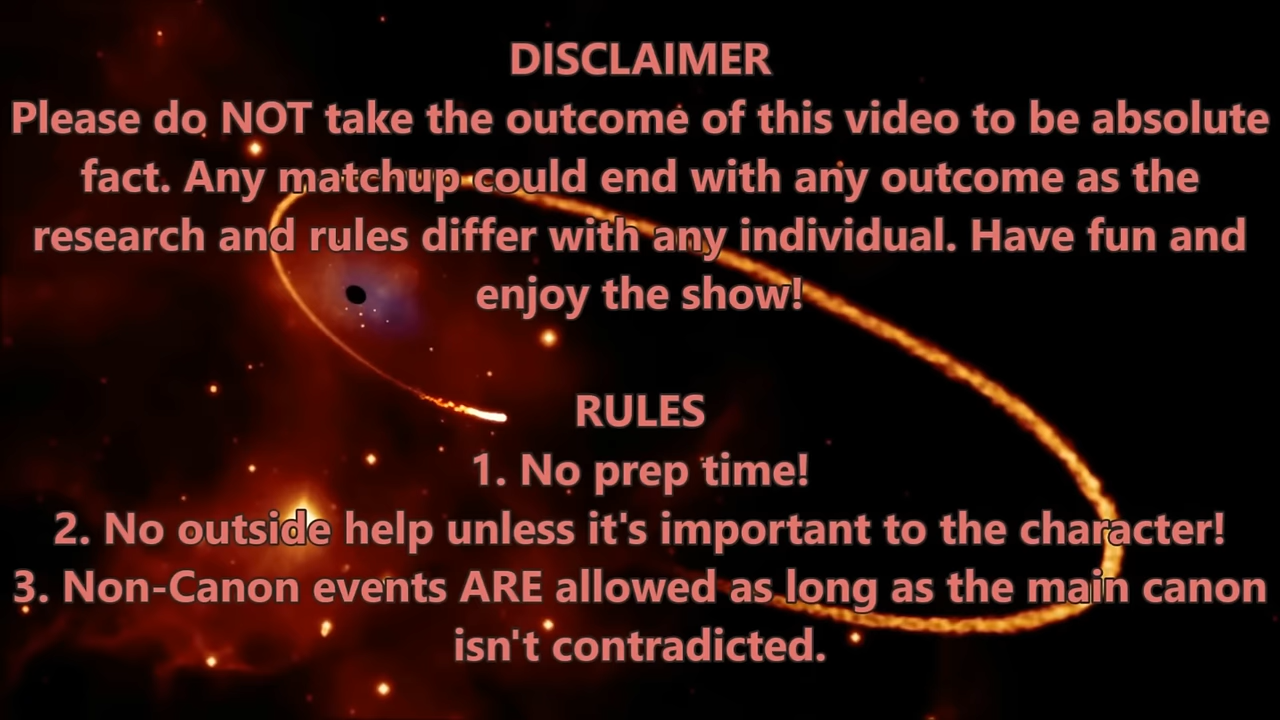 DISCLAIMER
Please do NOT take the outcome of this video to be absolute
fact. Any matchup could end with any outcome as the
research and rules differ with any individual. Have fun and
enjoy the show!
RULES
1. No prep time!
2. No outside help unless it's important to the character!
3. Non-Canon events ARE allowed as long as the main canon
isn't contradicted.